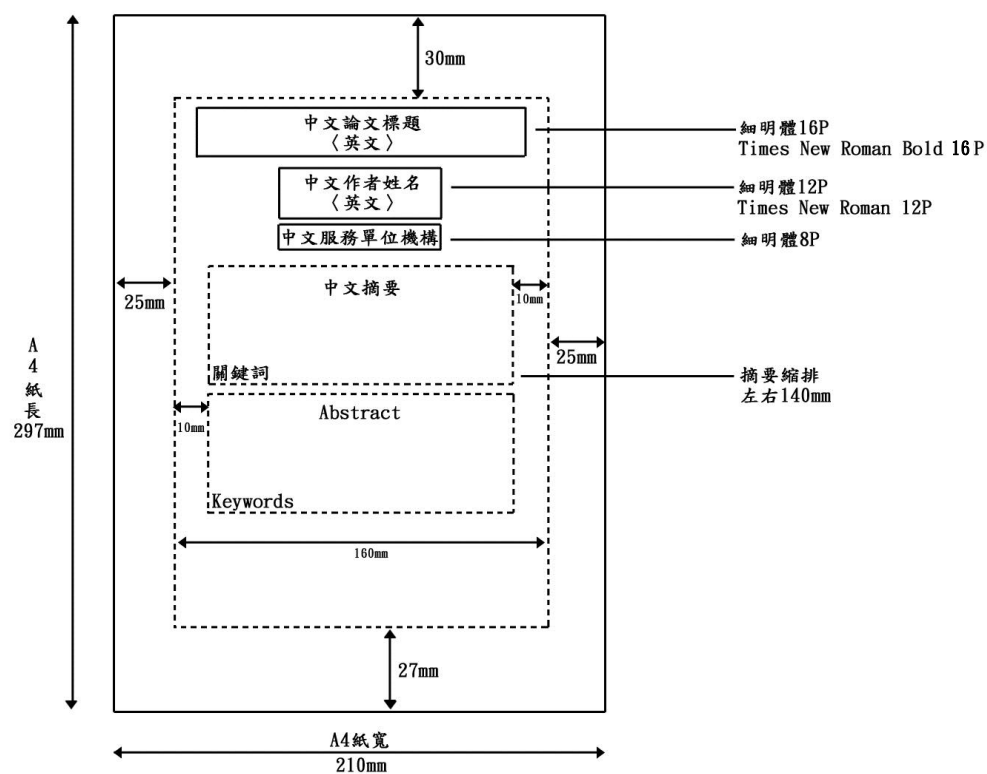 30mm
中文論文標題
〈英文〉
細明體16P
Times New Roman Bold 16P
中文作者姓名
〈英文〉
細明體12P
Times New Roman 12P
中文服務單位機構
細明體8P
25mm
中文摘要
10mm
關鍵詞
25mm
摘要縮排
左右140mm
A
4
紙
長
297mm
10mm
Abstract
Keywords
160mm
27mm
A4紙寬
210mm